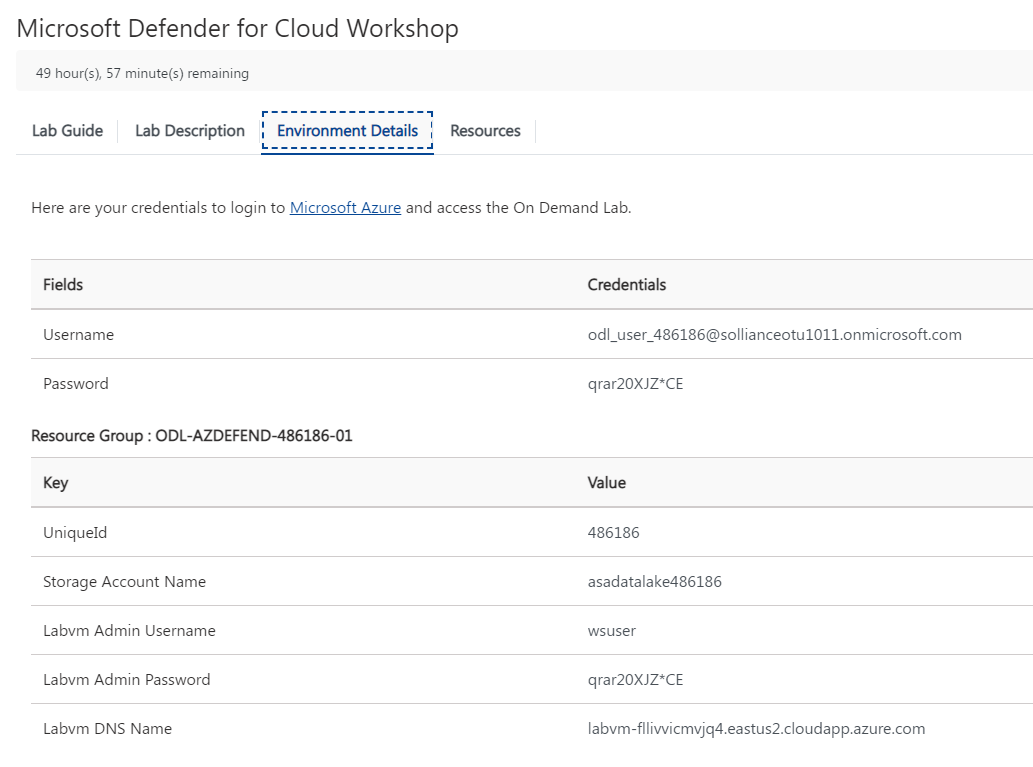 Microsoft Defender for Cloud Workshop
49 hour(s), 57 minute(s) remaining
Lab Guide Lab Description Environment Details Resources
Here are your credentials to login to Microsoft Azure and access the On Demand Lab.
Fields Credentials
Username odl_user_486186@sollianceotu1011.onmicrosoft.com
Password qrar20XJZ*CE
Resource Group : ODL-AZDEFEND-486186-01
Key Value
UniqueId 486186
Storage Account Name asadatalake486186
Labvm Admin Username wsuser
Labvm Admin Password qrar20XJZ*CE
Labvm DNS Name labvm-fllivvicmvjq4.eastus2.cloudapp.azure.com